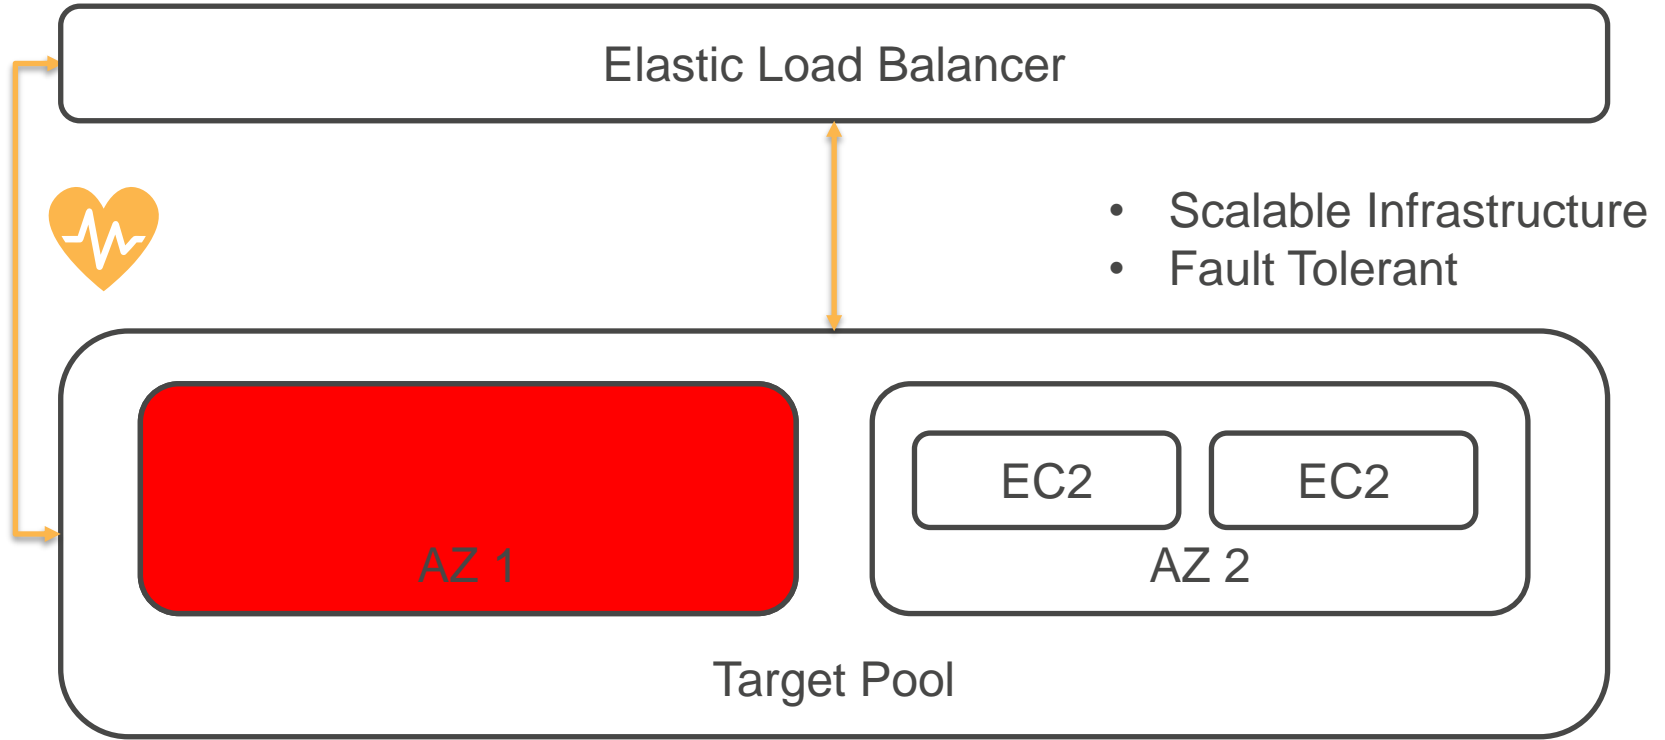 Elastic Load Balancer
• Scalable Infrastructure
• Fault Tolerant
EC2 EC2
AZ 1 AZ 2
Target Pool